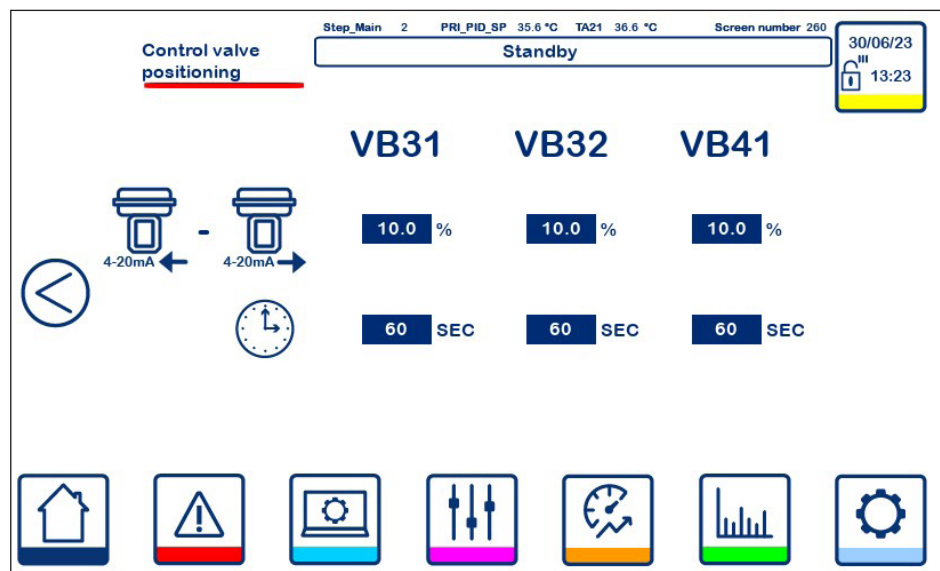 Step_Main 2 PRI_PID_SP 35.6 °C TA21 36.6 °C Screen number 260
Control valve positioning
Standby
30/06/23
13:23
VB31 VB32 VB41
10.0 % 10.0 % 10.0 %
-
4-20mA 4-20mA
60 SEC 60 SEC 60 SEC